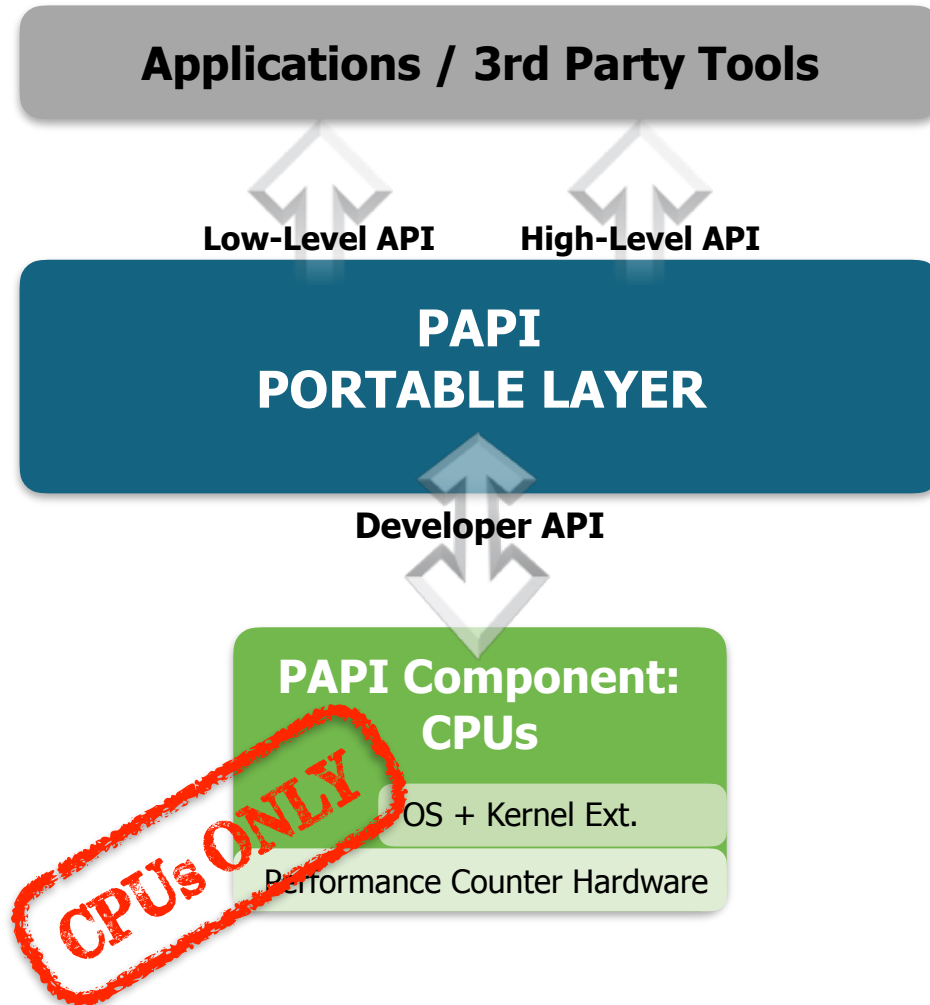 Applications / 3rd Party Tools
Low-Level API
High-Level API
PAPI
PORTABLE LAYER
Developer API
PAPI Component:
CPUs
OS + Kernel Ext.
Performance Counter Hardware
CPUs ONLY